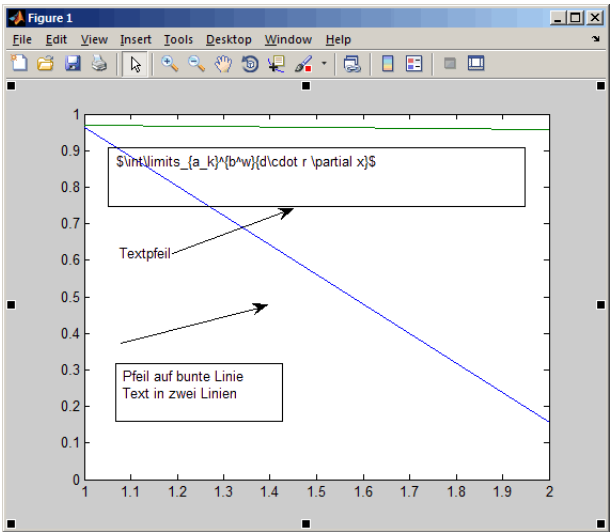 Figure 1
File Edit View Insert Tools Desktop Window Help
1
0.9
$\int\limits_{a_k}^{b^w}{d\cdot r \partial x}$
0.8
0.7
Textpfeil
0.6
0.5
0.4
0.3
Pfeil auf bunte Linie
Text in zwei Linien
0.2
0.1
0
1 1.1 1.2 1.3 1.4 1.5 1.6 1.7 1.8 1.9 2